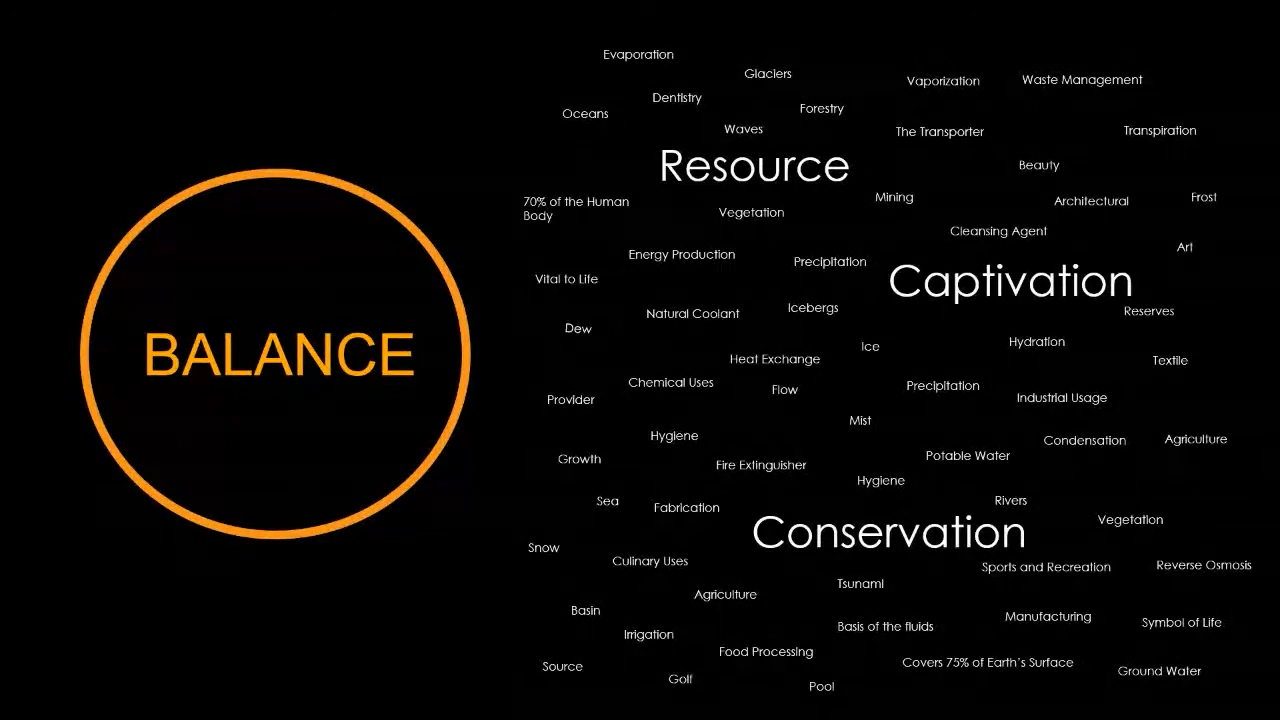 BALANCE
Evaporation
Glaciers
Vaporization
Waste Management
Dentistry
Forestry
Oceans
Waves
The Transporter
Transpiration
Resource
Beauty
70% of the Human
Body
Mining
Architectural
Frost
Vegetation
Cleansing Agent
Art
Energy Production
Precipitation
Captivation
Vital to Life
Natural Coolant
Icebergs
Reserves
Dew
Ice
Hydration
Heat Exchange
Textile
Chemical Uses
Flow
Precipitation
Provider
Industrial Usage
Mist
Hygiene
Condensation
Agriculture
Growth
Fire Extinguisher
Potable Water
Hygiene
Sea
Fabrication
Rivers
Vegetation
Conservation
Snow
Culinary Uses
Sports and Recreation
Reverse Osmosis
Tsunami
Agriculture
Basin
Manufacturing
Symbol of Life
Irrigation
Basis of the fluids
Food Processing
Source
Covers 75% of Earth's Surface
Ground Water
Golf
Pool